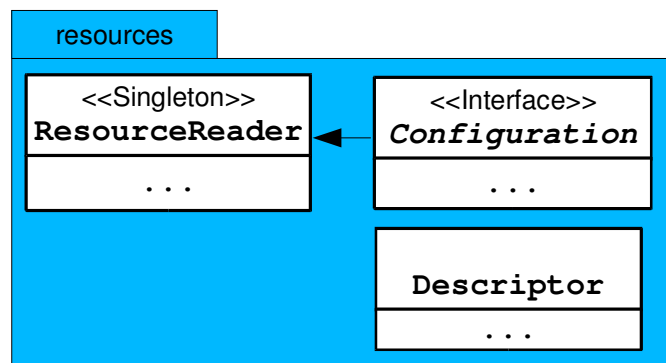 resources
<<Singleton>>
ResourceReader
...
<<Interface>>
Configuration
...
Descriptor
...